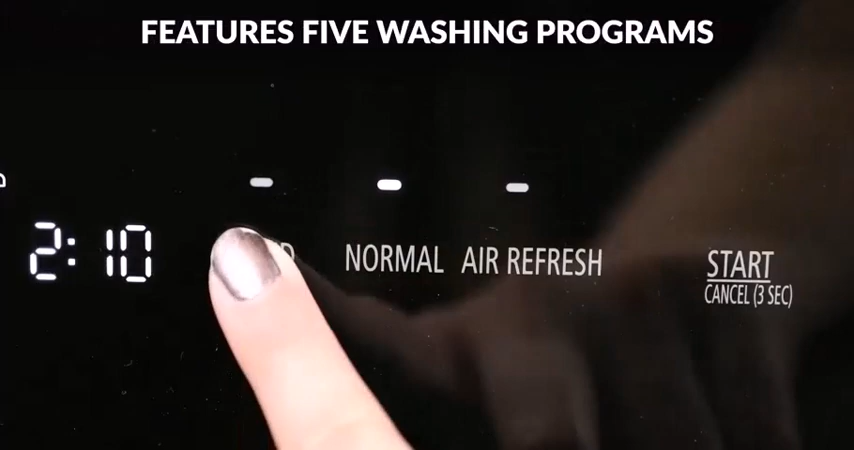 FEATURES FIVE WASHING PROGRAMS
2:10
NORMAL AIR REFRESH
START
CANCEL (3 SEC)